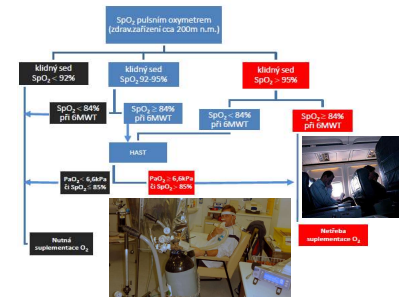 SpO₂ pulsním oxymetrem
(zdrav.zařízení cca 200m n.m.)
klidný sed
SpO₂ < 92%
klidný sed
SpO₂ 92-95%
klidný sed
SpO₂ > 95%
SpO₂ < 84%
při 6MWT
SpO₂ ≥ 84%
při 6MWT
SpO₂ < 84%
při 6MWT
SpO₂ ≥ 84%
při 6MWT
HAST
PaO₂ < 6,6kPa
či SpO₂ ≤ 85%
PaO₂ ≥ 6,6kPa
či SpO₂ > 85%
Nutná
suplementace O₂
Netřeba
suplementace O₂